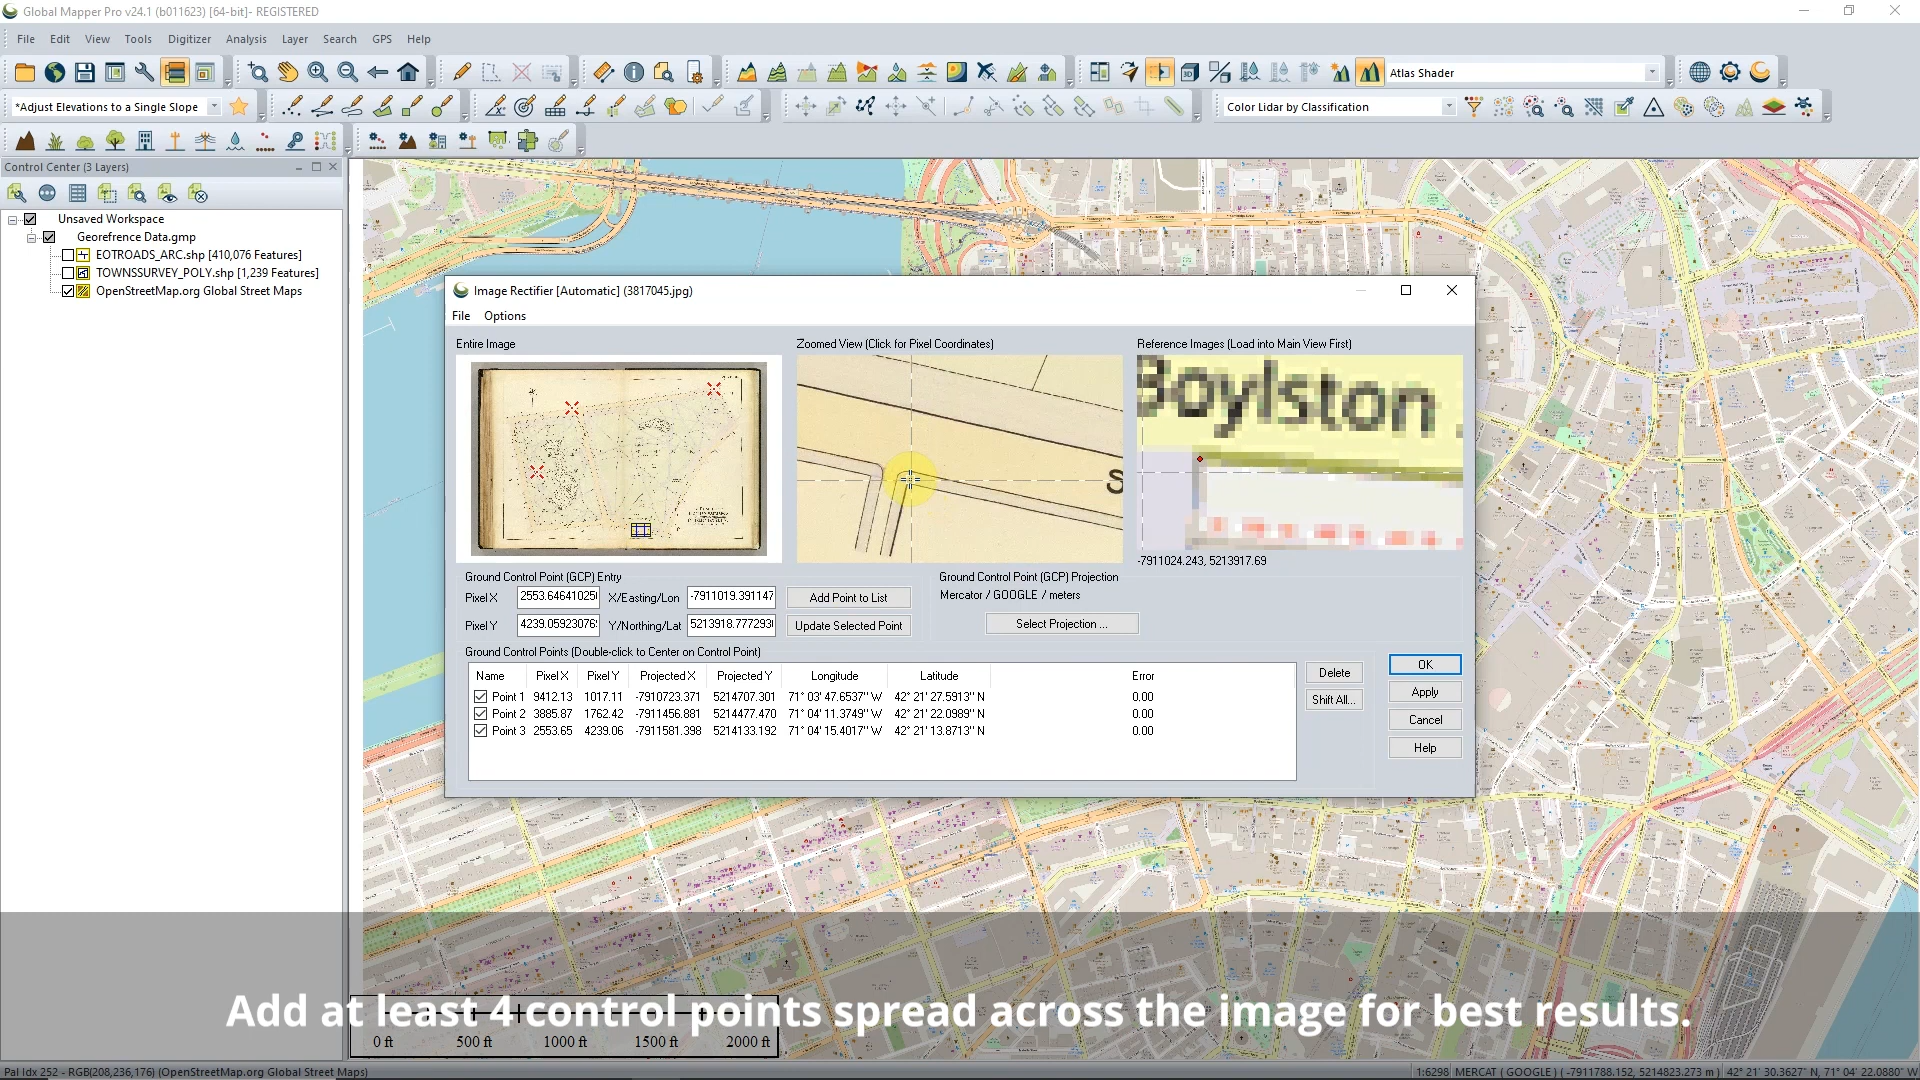 Global Mapper Pro v24.1 (b011623) [64-bit]- REGISTERED
File Edit View Tools Digitizer Analysis Layer Search GPS Help
Atlas Shader
*Adjust Elevations to a Single Slope
Color Lidar by Classification
Control Center (3 Layers)
Unsaved Workspace
Georefrence Data.gmp
EOTROADS_ARC.shp [410,076 Features]
TOWNSSURVEY_POLY.shp [1,239 Features]
OpenStreetMap.org Global Street Maps
Image Rectifier [Automatic] (3817045.jpg)
File Options
Entire Image
Zoomed View (Click for Pixel Coordinates)
Reference Images (Load into Main View First)
S
Boylston
-7911024.243, 5213917.69
Ground Control Point (GCP) Entry
Pixel X 2553.646410256 X/Easting/Lon -7911019.391147 Add Point to List
Pixel Y 4239.059230769 Y/Northing/Lat 5213918.7772930 Update Selected Point
Ground Control Point (GCP) Projection
Mercator / GOOGLE / meters
Select Projection ...
Ground Control Points (Double-click to Center on Control Point)
Name Pixel X Pixel Y Projected X Projected Y Longitude Latitude Error
Point 1 9412.13 1017.11 -7910723.371 5214707.301 71° 03' 47.6537" W 42° 21' 27.5913" N 0.00
Point 2 3885.87 1762.42 -7911456.881 5214477.470 71° 04' 11.3749" W 42° 21' 22.0989" N 0.00
Point 3 2553.65 4239.06 -7911581.398 5214133.192 71° 04' 15.4017" W 42° 21' 13.8713" N 0.00
Delete
Shift All...
OK
Apply
Cancel
Help
Add at least 4 control points spread across the image for best results.
0 ft 500 ft 1000 ft 1500 ft 2000 ft
Pal Idx 252 - RGB(208,236,176) (OpenStreetMap.org Global Street Maps)
1:6298 MERCAT ( GOOGLE ) ( -7911788.152, 5214823.273 m ) 42° 21' 30.3627" N, 71° 04' 22.0880" W